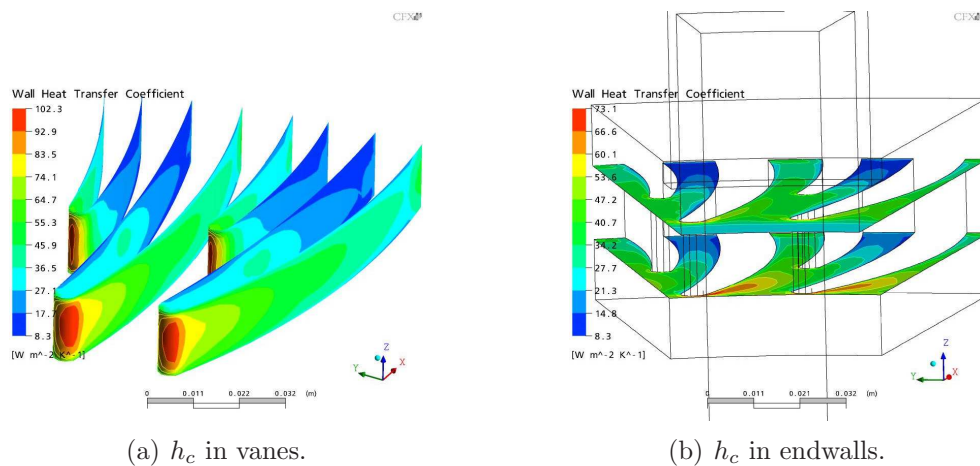 CFX
Wall Heat Transfer Coefficient
102.3
92.9
83.5
74.1
64.7
55.3
45.9
36.5
27.1
17.7
8.3
[W m^-2 K^-1]
Z
Y
X
0 0.011 0.022 0.032 (m)
(a) h_c in vanes.
CFX
Wall Heat Transfer Coefficient
73.1
66.6
60.1
53.6
47.2
40.7
34.2
27.7
21.3
14.8
8.3
[W m^-2 K^-1]
Z
Y
X
0 0.011 0.021 0.032 (m)
(b) h_c in endwalls.